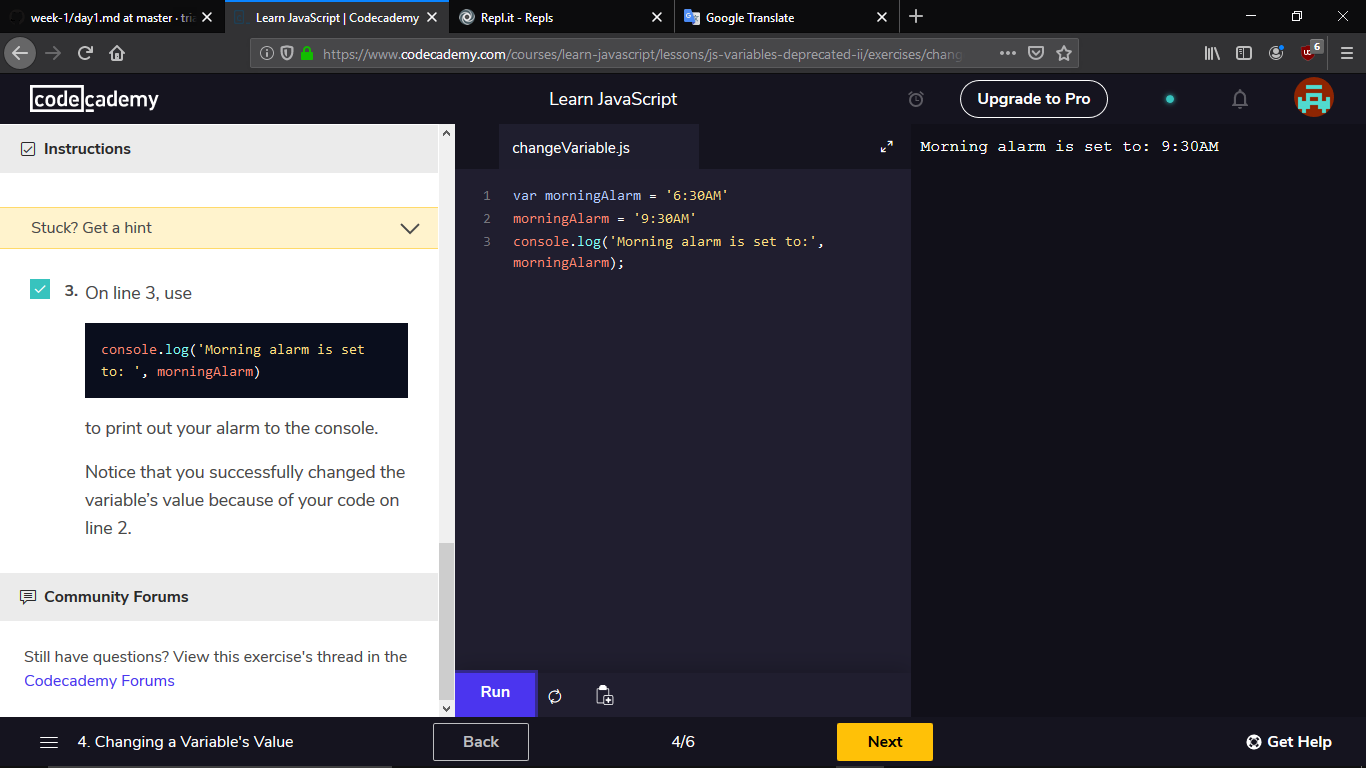 week-1/day1.md at master · tri
Learn JavaScript | Codecademy
Repl.it - Repls
Google Translate
https://www.codecademy.com/courses/learn-javascript/lessons/js-variables-deprecated-ii/exercises/chang
6
codecademy
Learn JavaScript
Upgrade to Pro
Instructions
Stuck? Get a hint
3. On line 3, use
console.log('Morning alarm is set
to: ', morningAlarm)
to print out your alarm to the console.
Notice that you successfully changed the
variable’s value because of your code on
line 2.
Community Forums
Still have questions? View this exercise's thread in the
Codecademy Forums
changeVariable.js
1 var morningAlarm = '6:30AM'
2 morningAlarm = '9:30AM'
3 console.log('Morning alarm is set to:',
morningAlarm);
Run
Morning alarm is set to: 9:30AM
4. Changing a Variable's Value
Back
4/6
Next
Get Help